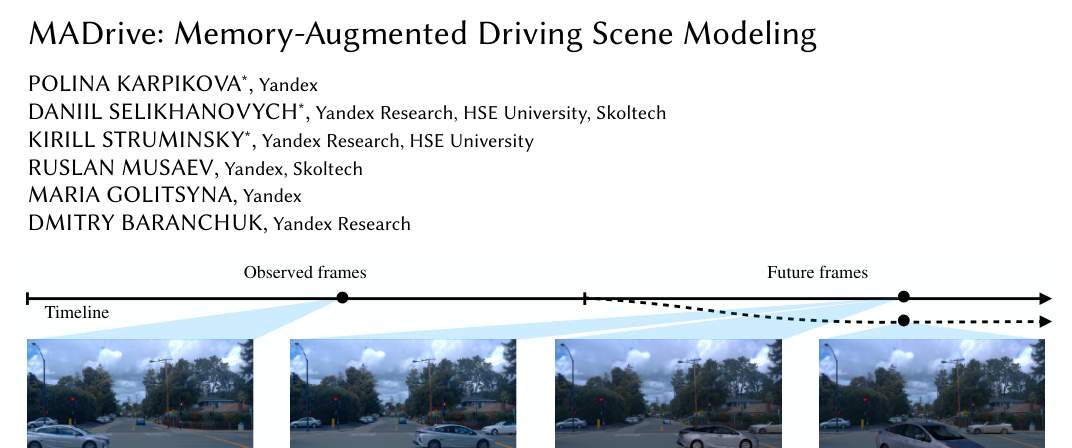 MADrive: Memory-Augmented Driving Scene Modeling
POLINA KARPIKOVA*, Yandex
DANIIL SELIKHANOVYCH*, Yandex Research, HSE University, Skoltech
KIRILL STRUMINSKY*, Yandex Research, HSE University
RUSLAN MUSAEV, Yandex, Skoltech
MARIA GOLITSYNA, Yandex
DMITRY BARANCHUK, Yandex Research
Observed frames
Future frames
Timeline